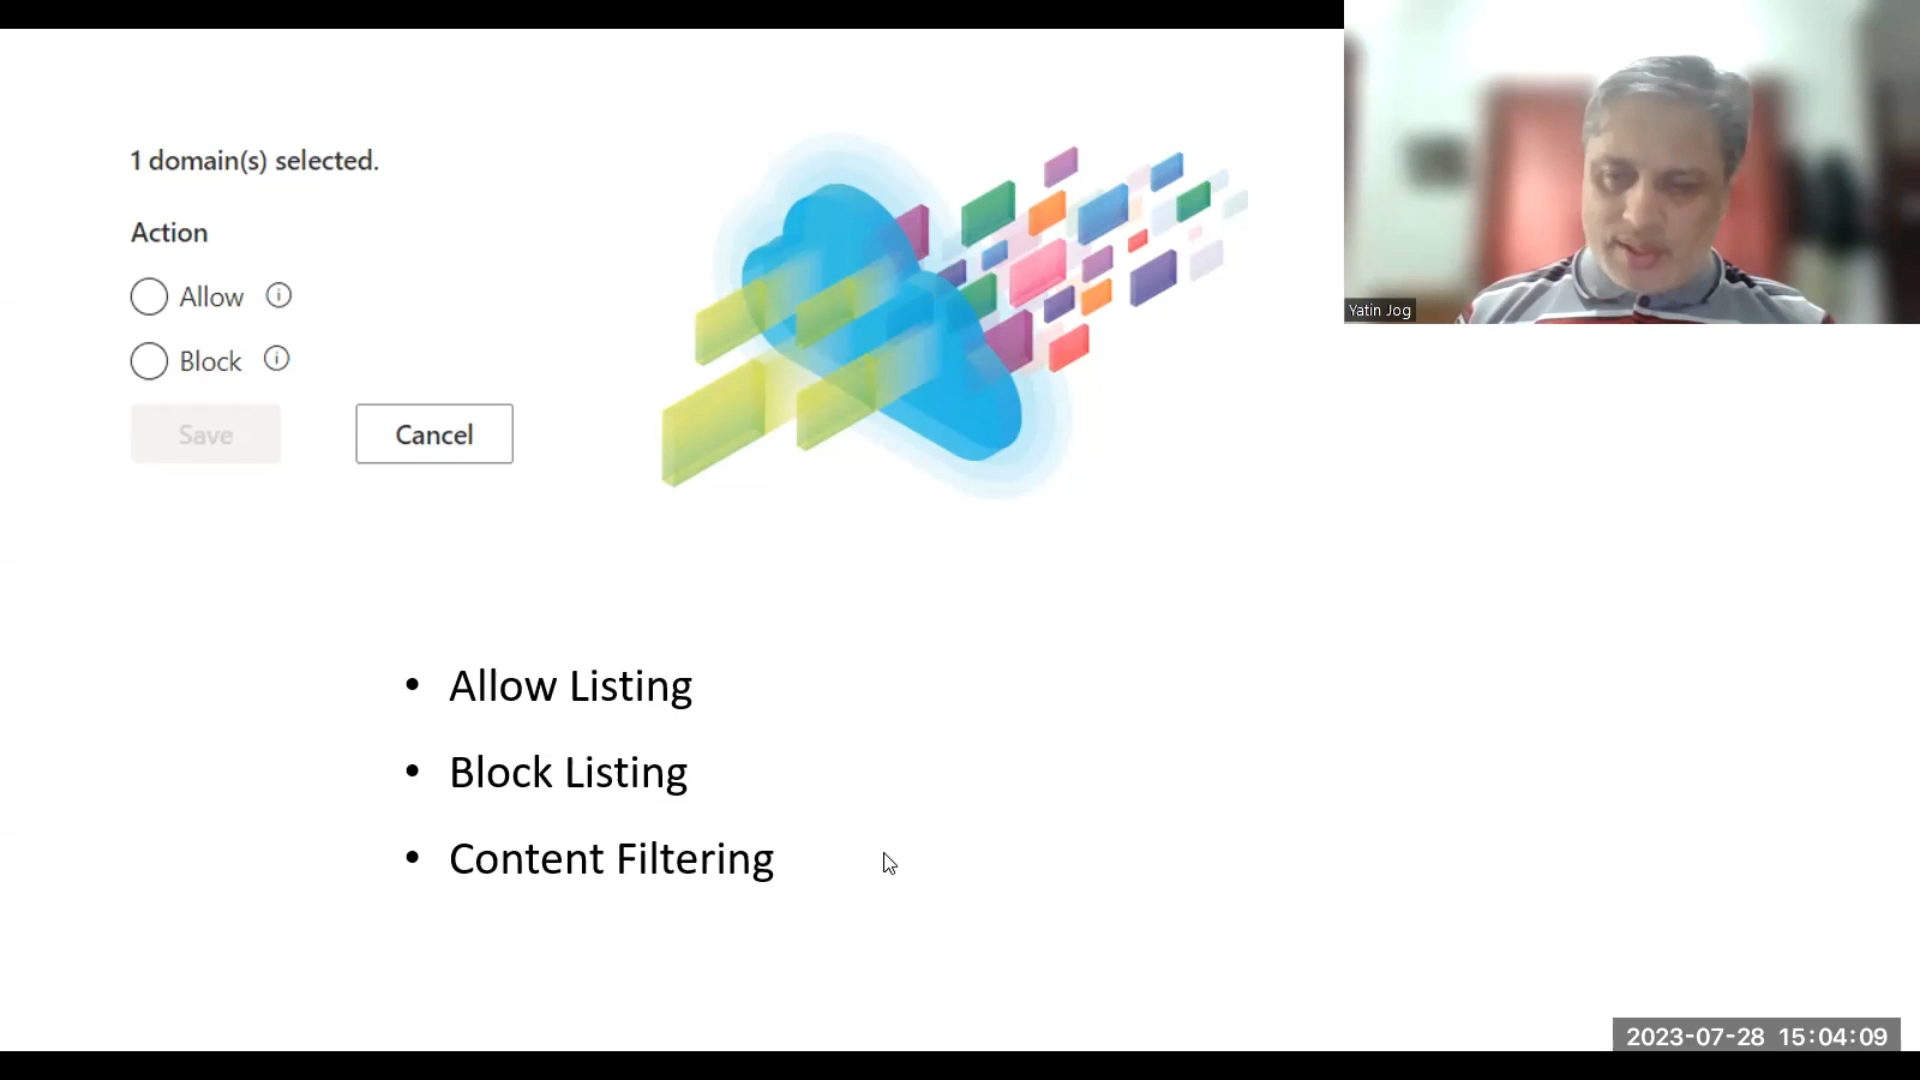 1 domain(s) selected.
Action
Allow
Block
Save
Cancel
Yatin Jog
• Allow Listing
• Block Listing
• Content Filtering
2023-07-28 15:04:09